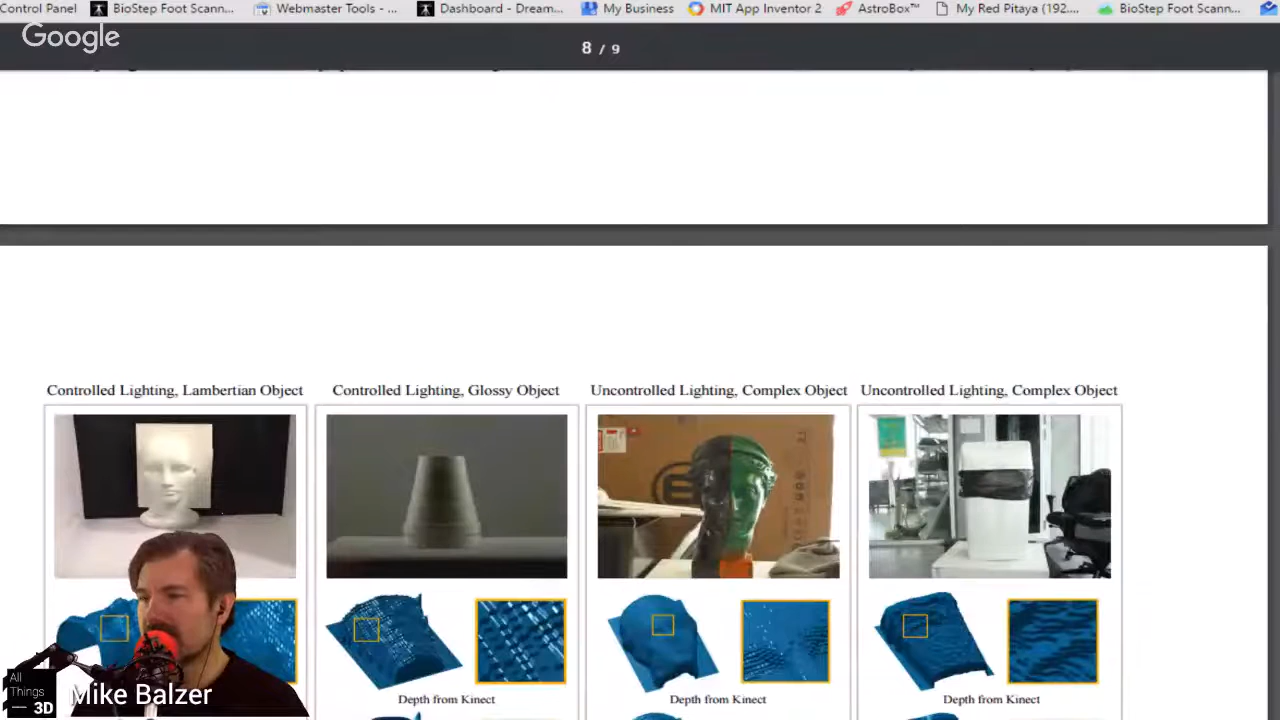 Control Panel BioStep Foot Scann... Webmaster Tools - ... Dashboard - Dream... My Business MIT App Inventor 2 AstroBox™ My Red Pitaya (192.... BioStep Foot Scann...
Google
8 / 9
Controlled Lighting, Lambertian Object Controlled Lighting, Glossy Object Uncontrolled Lighting, Complex Object Uncontrolled Lighting, Complex Object
Depth from Kinect Depth from Kinect Depth from Kinect
All
Things
3D
Mike Balzer